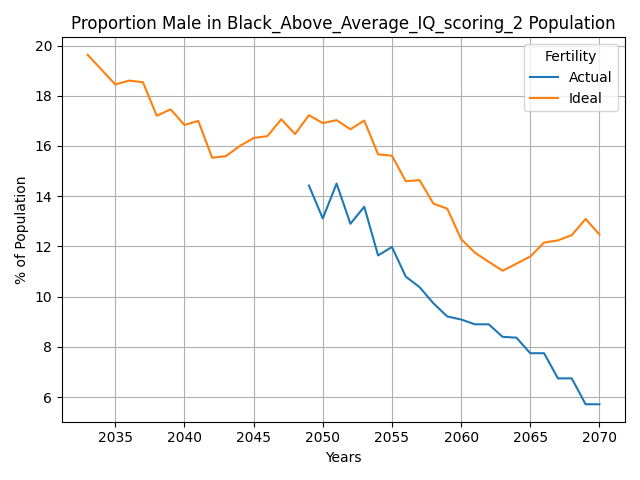 Proportion Male in Black_Above_Average_IQ_scoring_2 Population
Fertility
Actual
Ideal
% of Population
20
18
16
14
12
10
8
6
2035 2040 2045 2050 2055 2060 2065 2070
Years